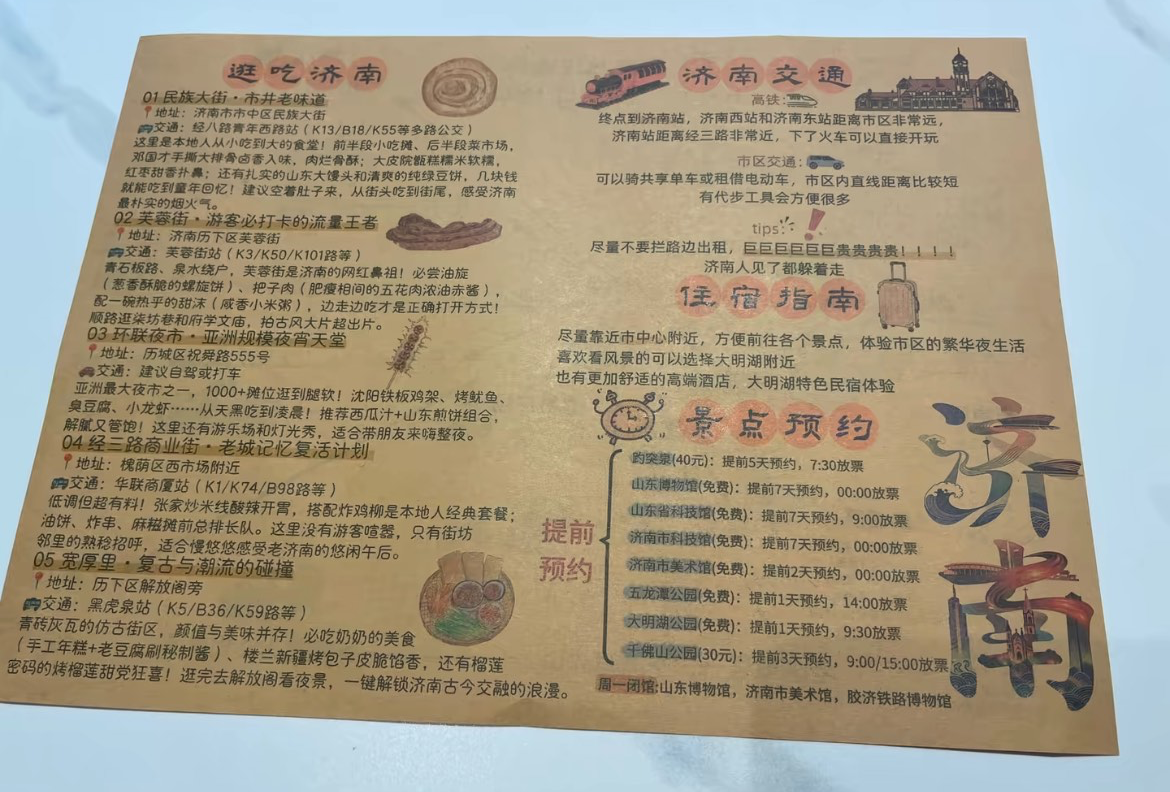 逛吃济南
01 民族大街·市井老味道
地址：济南市市中区民族大街
交通：经八路青年西路站（K13/B18/K55等多路公交）
这里是本地人从小吃到大的食堂！前半段小吃摊、后半段菜市场，
邓国才手撕大排骨卤香入味，肉烂骨酥；大皮院甑糕糯米软糯，
红枣甜香扑鼻；还有扎实的山东大馒头和清爽的纯绿豆饼，几块钱
就能吃到童年回忆！建议空着肚子来，从街头吃到街尾，感受济南
最朴实的烟火气。
02 芙蓉街·游客必打卡的流量王者
地址：济南历下区芙蓉街
交通：芙蓉街站（K3/K50/K101路等）
青石板路、泉水绕户，芙蓉街是济南的网红鼻祖！必尝油旋
（葱香酥脆的螺旋饼）、把子肉（肥瘦相间的五花肉浓油赤酱），
配一碗热乎的甜沫（咸香小米粥），边走边吃才是正确打开方式！
顺路逛柒坊巷和府学文庙，拍古风大片超出片。
03 环联夜市·亚洲规模夜宵天堂
地址：历城区祝舜路555号
交通：建议自驾或打车
亚洲最大夜市之一，1000+摊位逛到腿软！沈阳铁板鸡架、烤鱿鱼、
臭豆腐、小龙虾……从天黑吃到凌晨！推荐西瓜汁+山东煎饼组合，
解腻又管饱！这里还有游乐场和灯光秀，适合带朋友来嗨整夜。
04 经三路商业街·老城记忆复活计划
地址：槐荫区西市场附近
交通：华联商厦站（K1/K74/B98路等）
低调但超有料！张家炒米线酸辣开胃，搭配炸鸡柳是本地人经典套餐；
油饼、炸串、麻糍摊前总排长队。这里没有游客喧嚣，只有街坊
邻里的熟稔招呼，适合慢悠悠感受老济南的悠闲午后。
05 宽厚里·复古与潮流的碰撞
地址：历下区解放阁旁
交通：黑虎泉站（K5/B36/K59路等）
青砖灰瓦的仿古街区，颜值与美味并存！必吃奶奶的美食
（手工年糕+老豆腐刷秘制酱）、楼兰新疆烤包子皮脆馅香，还有榴莲
密码的烤榴莲甜党狂喜！逛完去解放阁看夜景，一键解锁济南古今交融的浪漫。
济南交通
高铁：
终点到济南站，济南西站和济南东站距离市区非常远，
济南站距离经三路非常近，下了火车可以直接开玩
市区交通：
可以骑共享单车或租借电动车，市区内直线距离比较短
有代步工具会方便很多
tips：
尽量不要拦路边出租，巨巨巨巨巨巨贵贵贵贵！！！！
济南人见了都躲着走
住宿指南
尽量靠近市中心附近，方便前往各个景点，体验市区的繁华夜生活
喜欢看风景的可以选择大明湖附近
也有更加舒适的高端酒店，大明湖特色民宿体验
景点预约
提前
预约
趵突泉(40元)：提前5天预约，7:30放票
山东博物馆(免费)：提前7天预约，00:00放票
山东省科技馆(免费)：提前7天预约，9:00放票
济南市科技馆(免费)：提前7天预约，00:00放票
济南市美术馆(免费)：提前2天预约，00:00放票
五龙潭公园(免费)：提前1天预约，14:00放票
大明湖公园(免费)：提前1天预约，9:30放票
千佛山公园(30元)：提前3天预约，9:00/15:00放票
周一闭馆:山东博物馆，济南市美术馆，胶济铁路博物馆
济
南